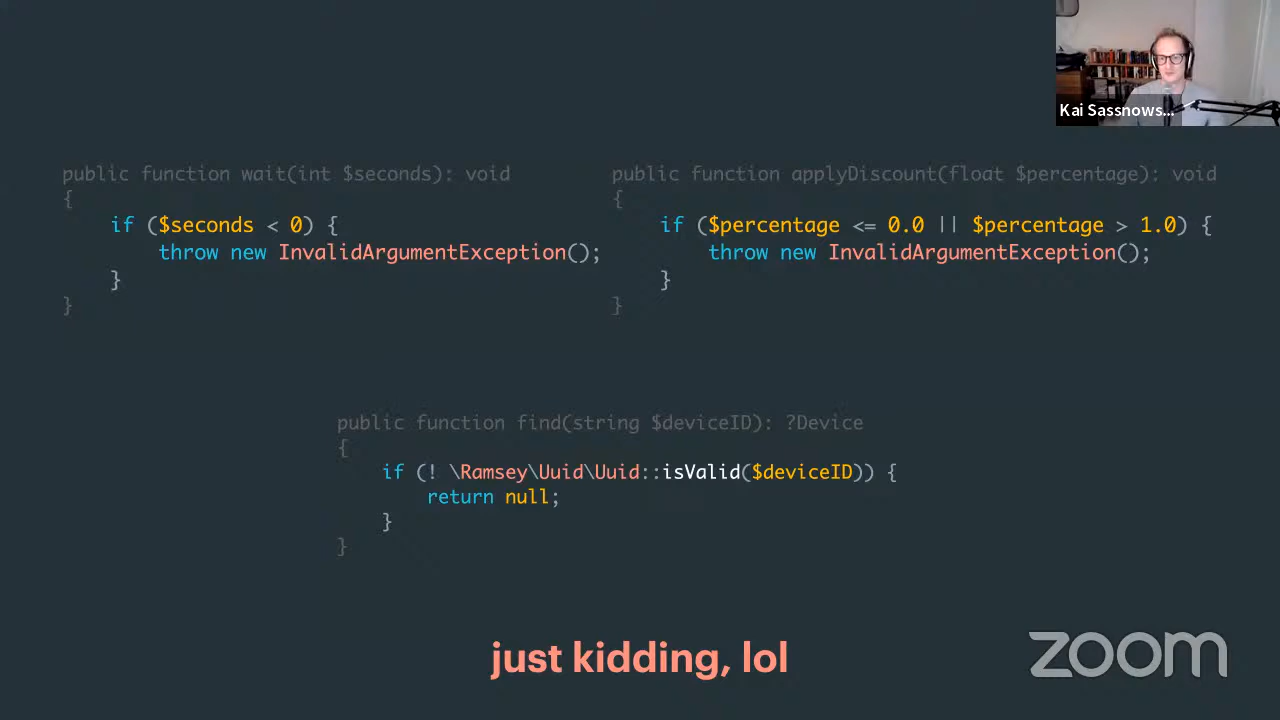 Kai Sassnows...
public function wait(int $seconds): void
{
if ($seconds < 0) {
throw new InvalidArgumentException();
}
}
public function applyDiscount(float $percentage): void
{
if ($percentage <= 0.0 || $percentage > 1.0) {
throw new InvalidArgumentException();
}
}
public function find(string $deviceID): ?Device
{
if (! \Ramsey\Uuid\Uuid::isValid($deviceID)) {
return null;
}
}
just kidding, lol
zoom